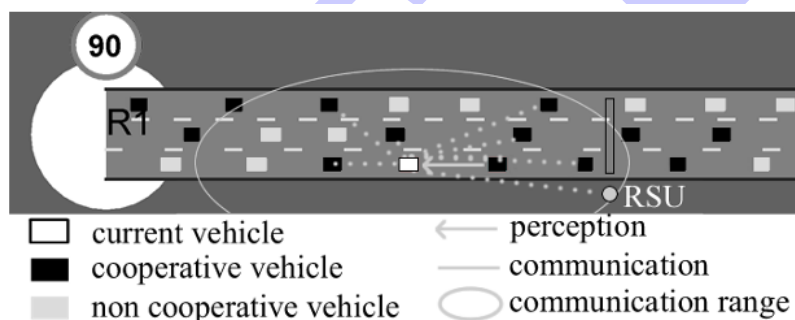 90
R1
RSU
current vehicle
perception
cooperative vehicle
communication
non cooperative vehicle
communication range